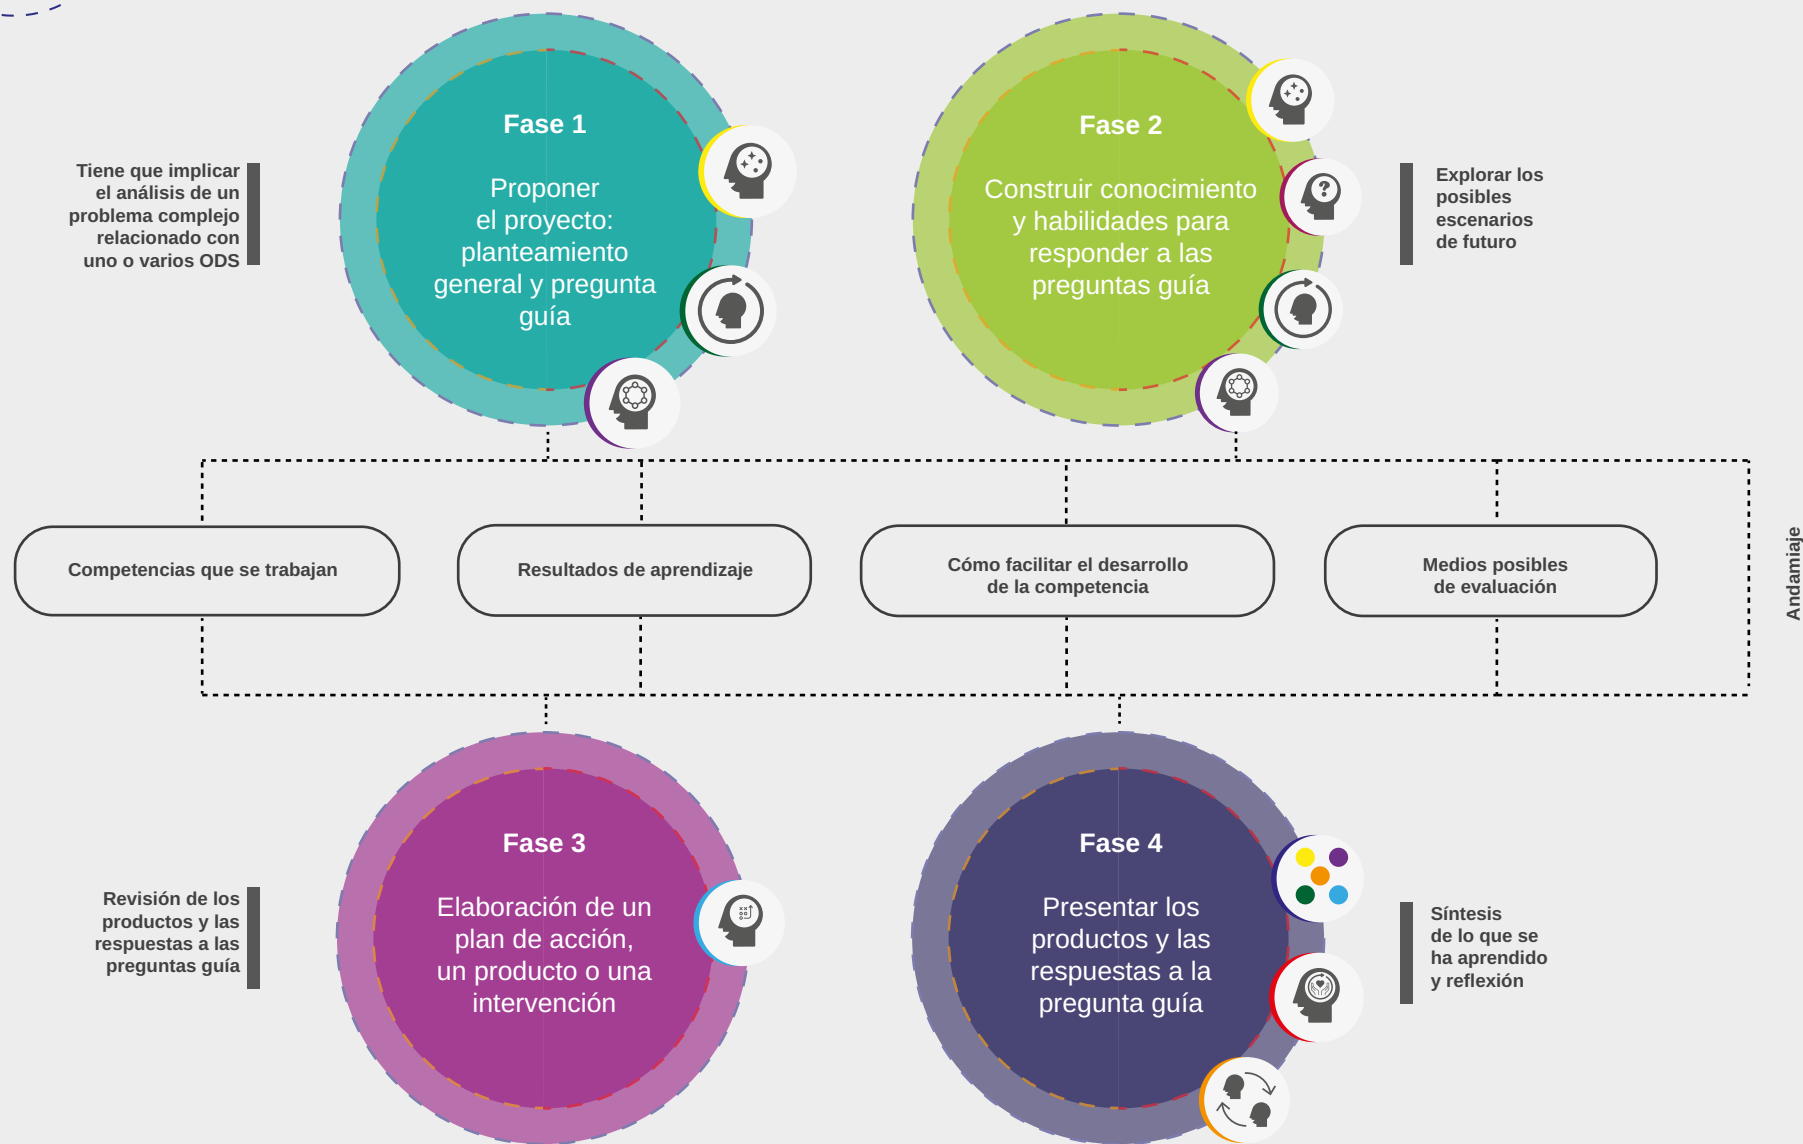 Tiene que implicar
el análisis de un
problema complejo
relacionado con
uno o varios ODS
Fase 1
Proponer
el proyecto:
planteamiento
general y pregunta
guía
Fase 2
Construir conocimiento
y habilidades para
responder a las
preguntas guía
Explorar los
posibles
escenarios
de futuro
Competencias que se trabajan
Resultados de aprendizaje
Cómo facilitar el desarrollo
de la competencia
Medios posibles
de evaluación
Andamiaje
Revisión de los
productos y las
respuestas a las
preguntas guía
Fase 3
Elaboración de un
plan de acción,
un producto o una
intervención
Fase 4
Presentar los
productos y las
respuestas a la
pregunta guía
Síntesis
de lo que se
ha aprendido
y reflexión